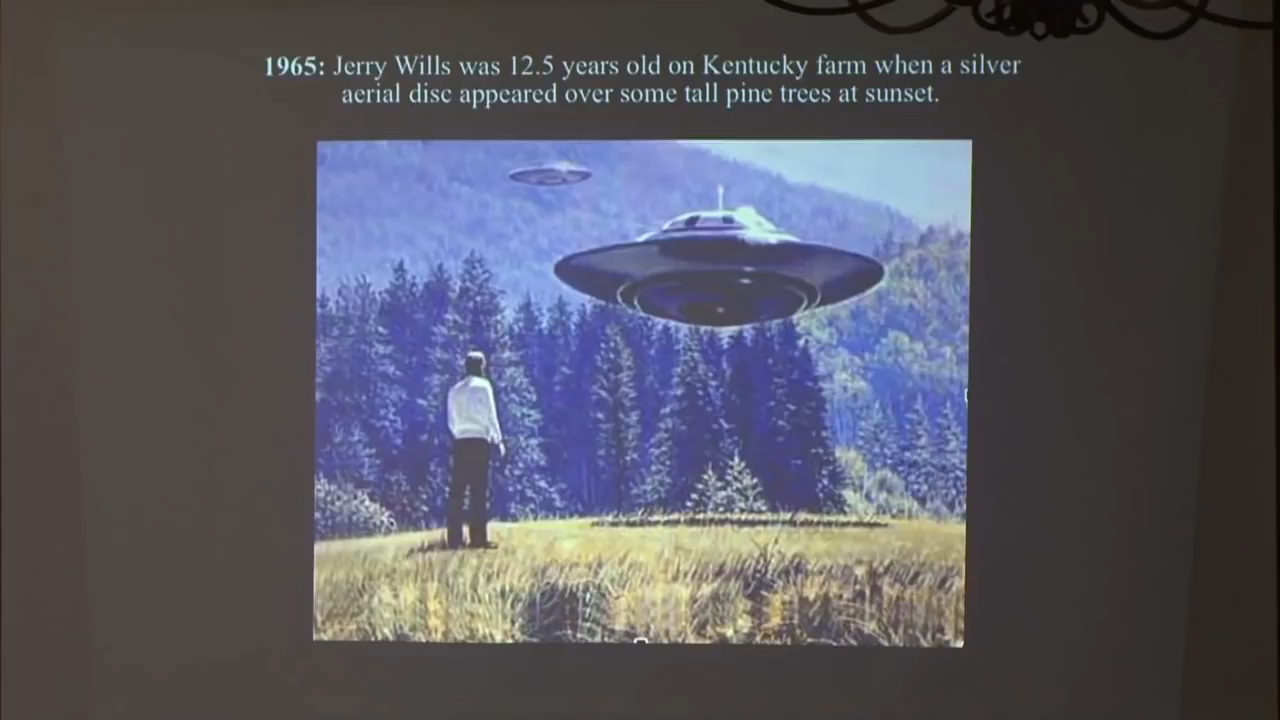 1965: Jerry Wills was 12.5 years old on Kentucky farm when a silver
aerial disc appeared over some tall pine trees at sunset.